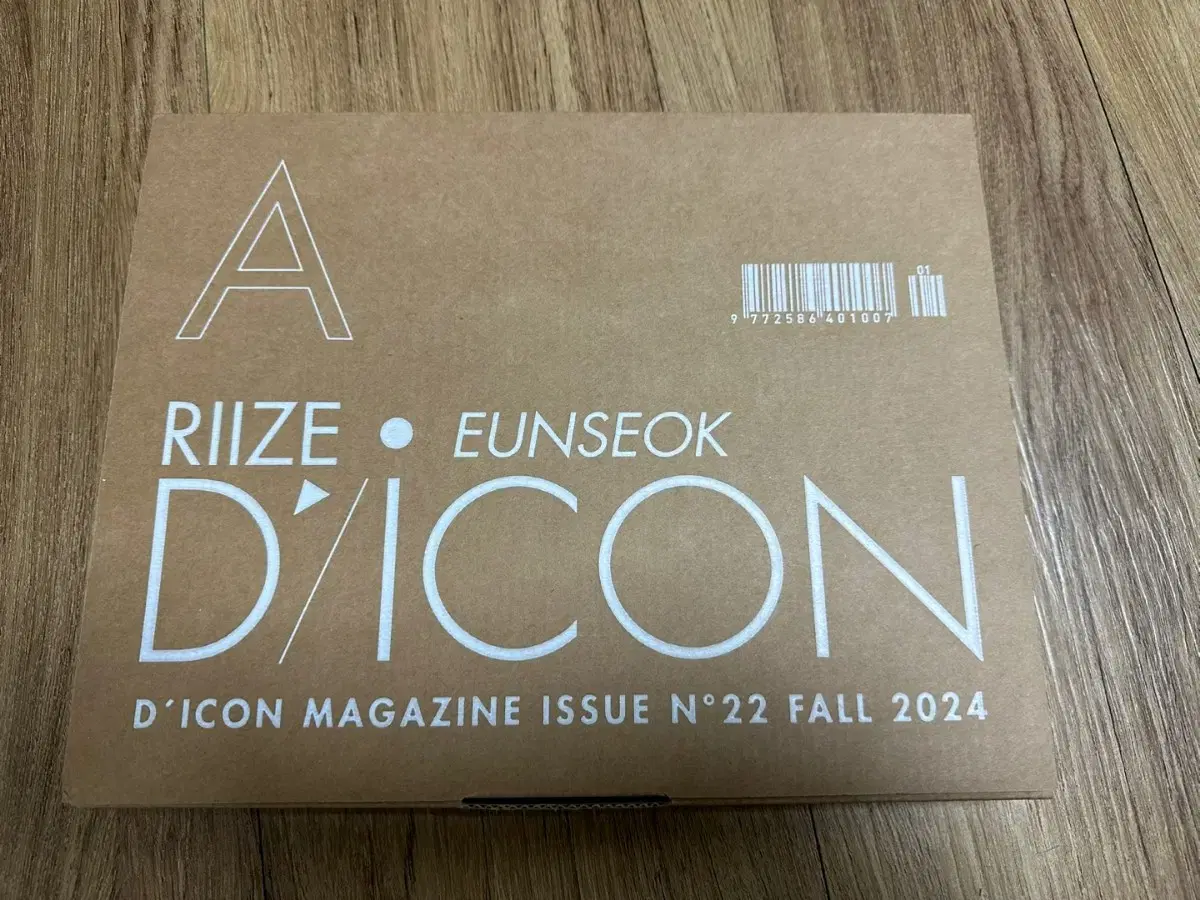 A
01
9 772586 401007
RIIZE • EUNSEOK
D'/ICON
D´ICON MAGAZINE ISSUE N°22 FALL 2024